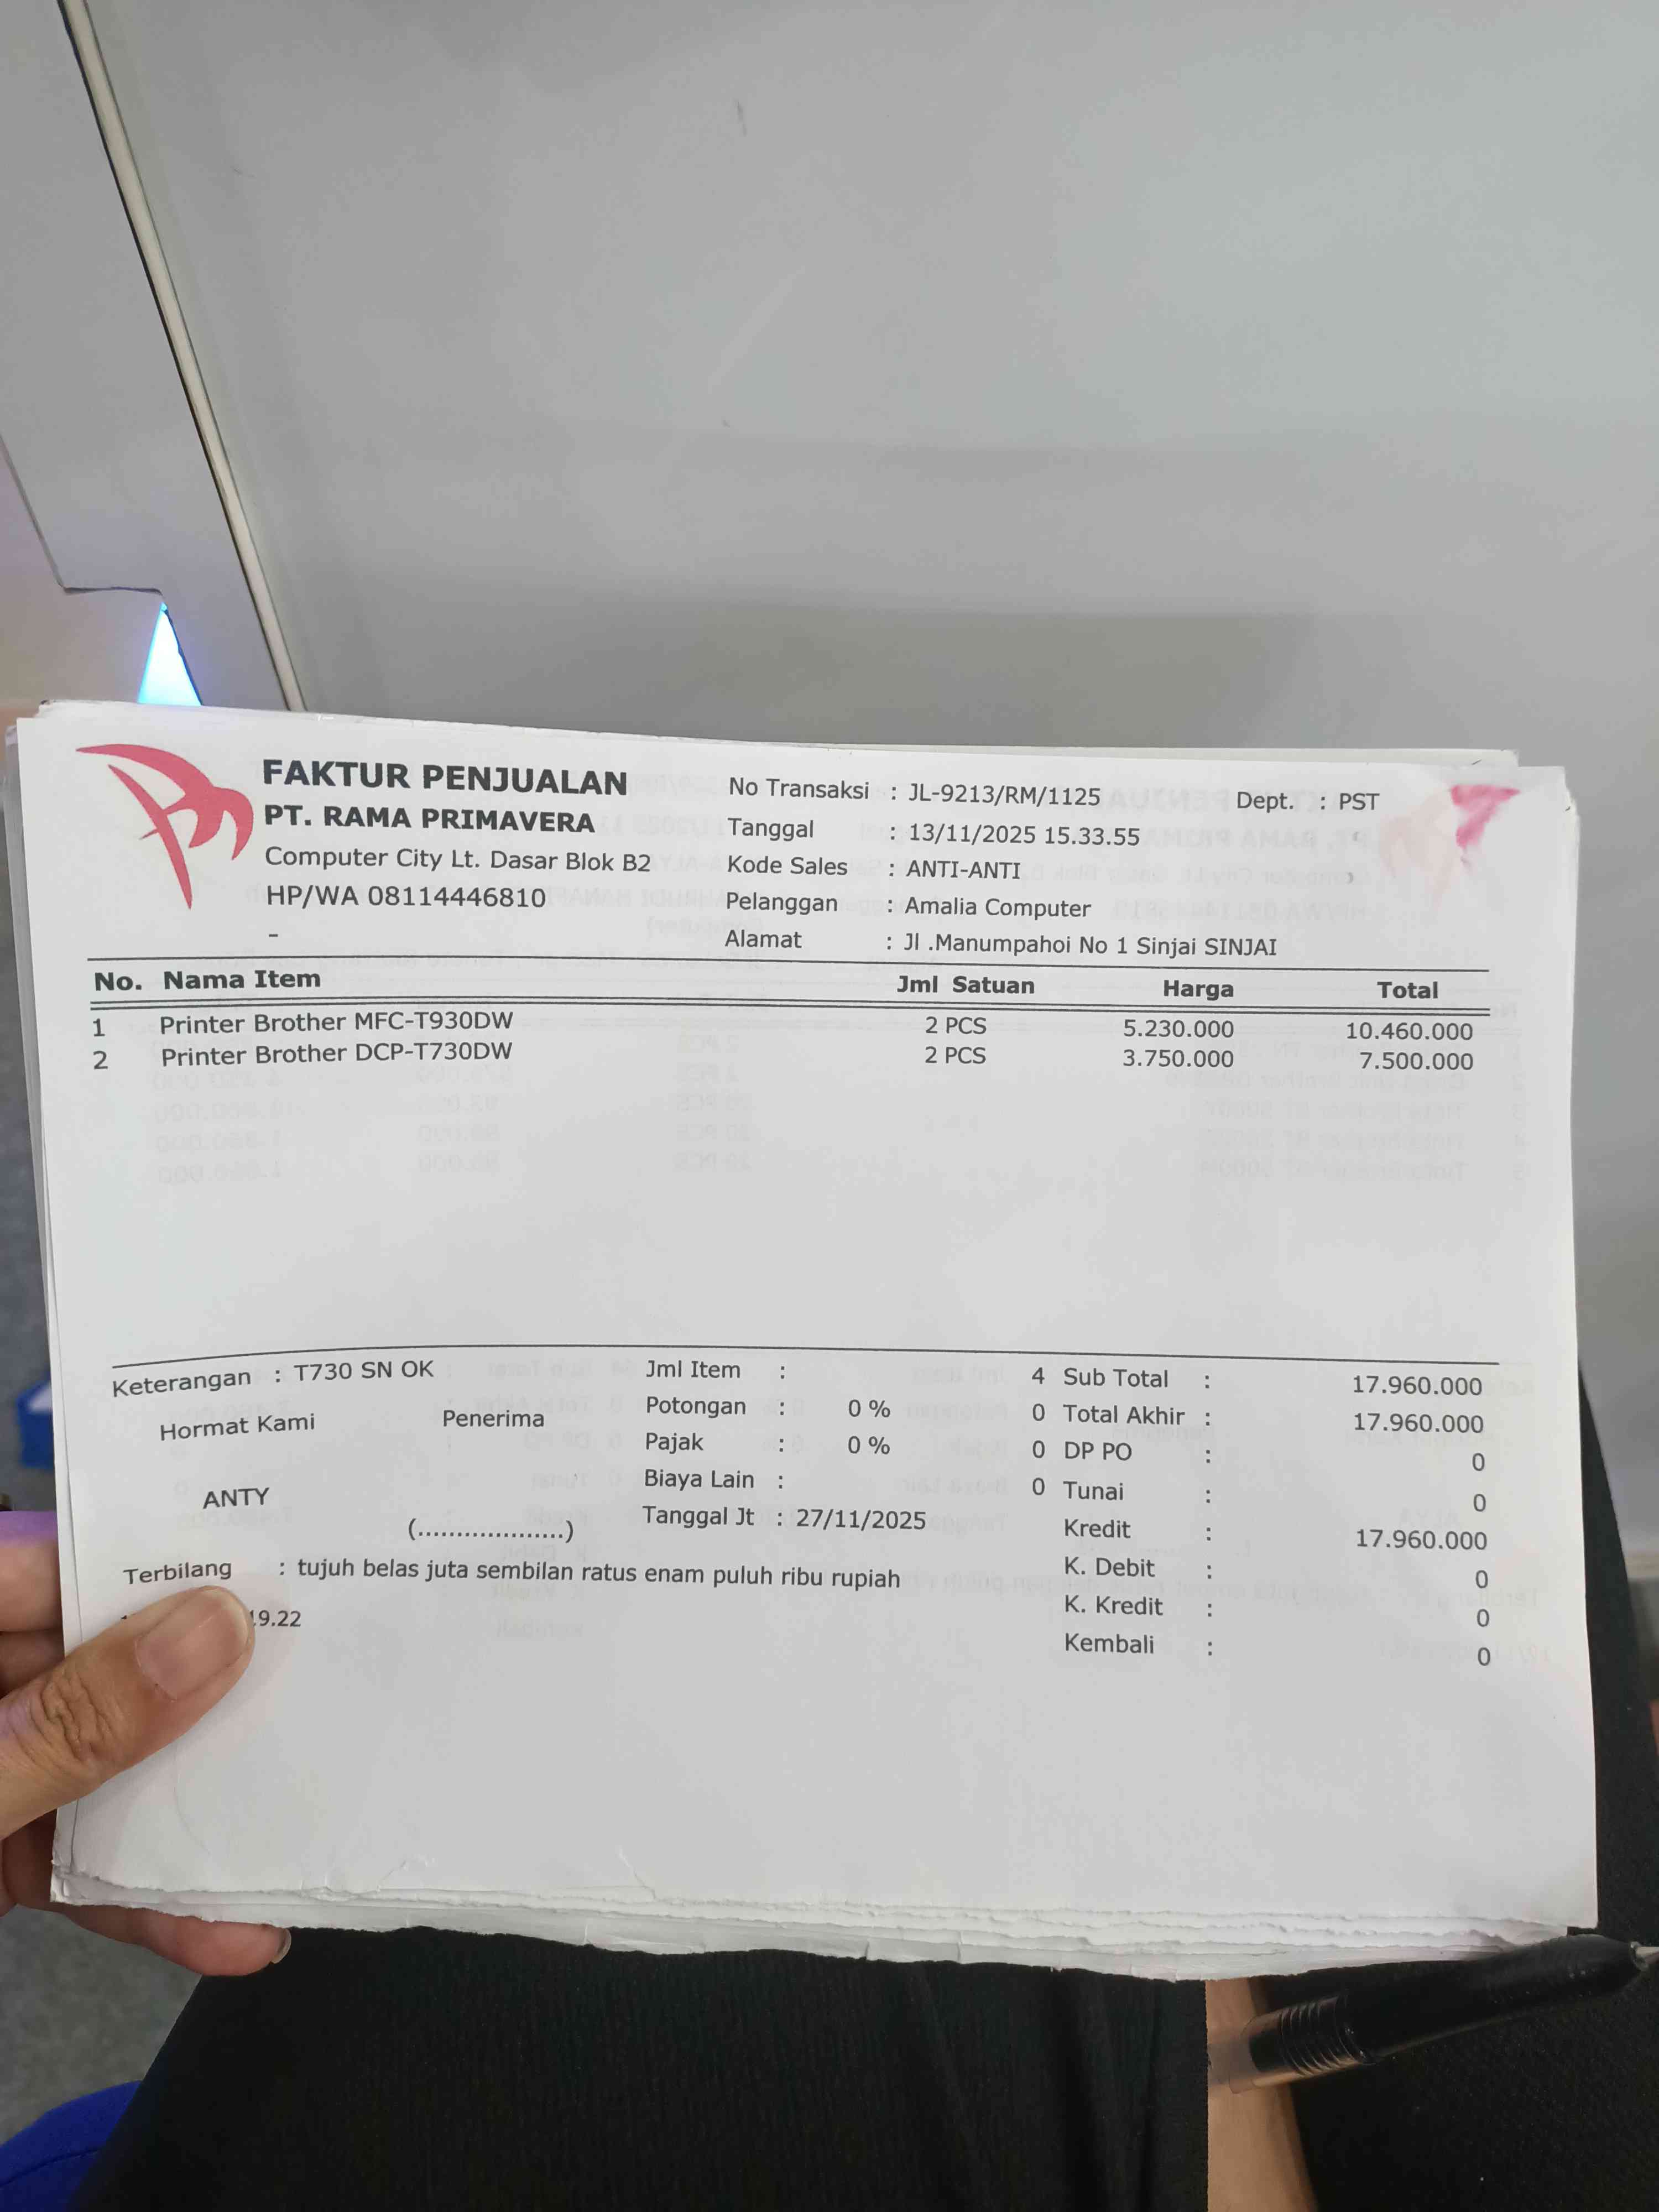 FAKTUR PENJUALAN
PT. RAMA PRIMAVERA
Computer City Lt. Dasar Blok B2
HP/WA 08114446810
-
No Transaksi : JL-9213/RM/1125 Dept. : PST
Tanggal : 13/11/2025 15.33.55
Kode Sales : ANTI-ANTI
Pelanggan : Amalia Computer
Alamat : Jl .Manumpahoi No 1 Sinjai SINJAI
No. Nama Item Jml Satuan Harga Total
1 Printer Brother MFC-T930DW 2 PCS 5.230.000 10.460.000
2 Printer Brother DCP-T730DW 2 PCS 3.750.000 7.500.000
Keterangan : T730 SN OK
Hormat Kami Penerima
ANTY
(...................)
Jml Item : 4
Potongan : 0 % 0
Pajak : 0 % 0
Biaya Lain : 0
Tanggal Jt : 27/11/2025
Sub Total : 17.960.000
Total Akhir : 17.960.000
DP PO : 0
Tunai : 0
Kredit : 17.960.000
K. Debit : 0
K. Kredit : 0
Kembali : 0
Terbilang : tujuh belas juta sembilan ratus enam puluh ribu rupiah
19.22